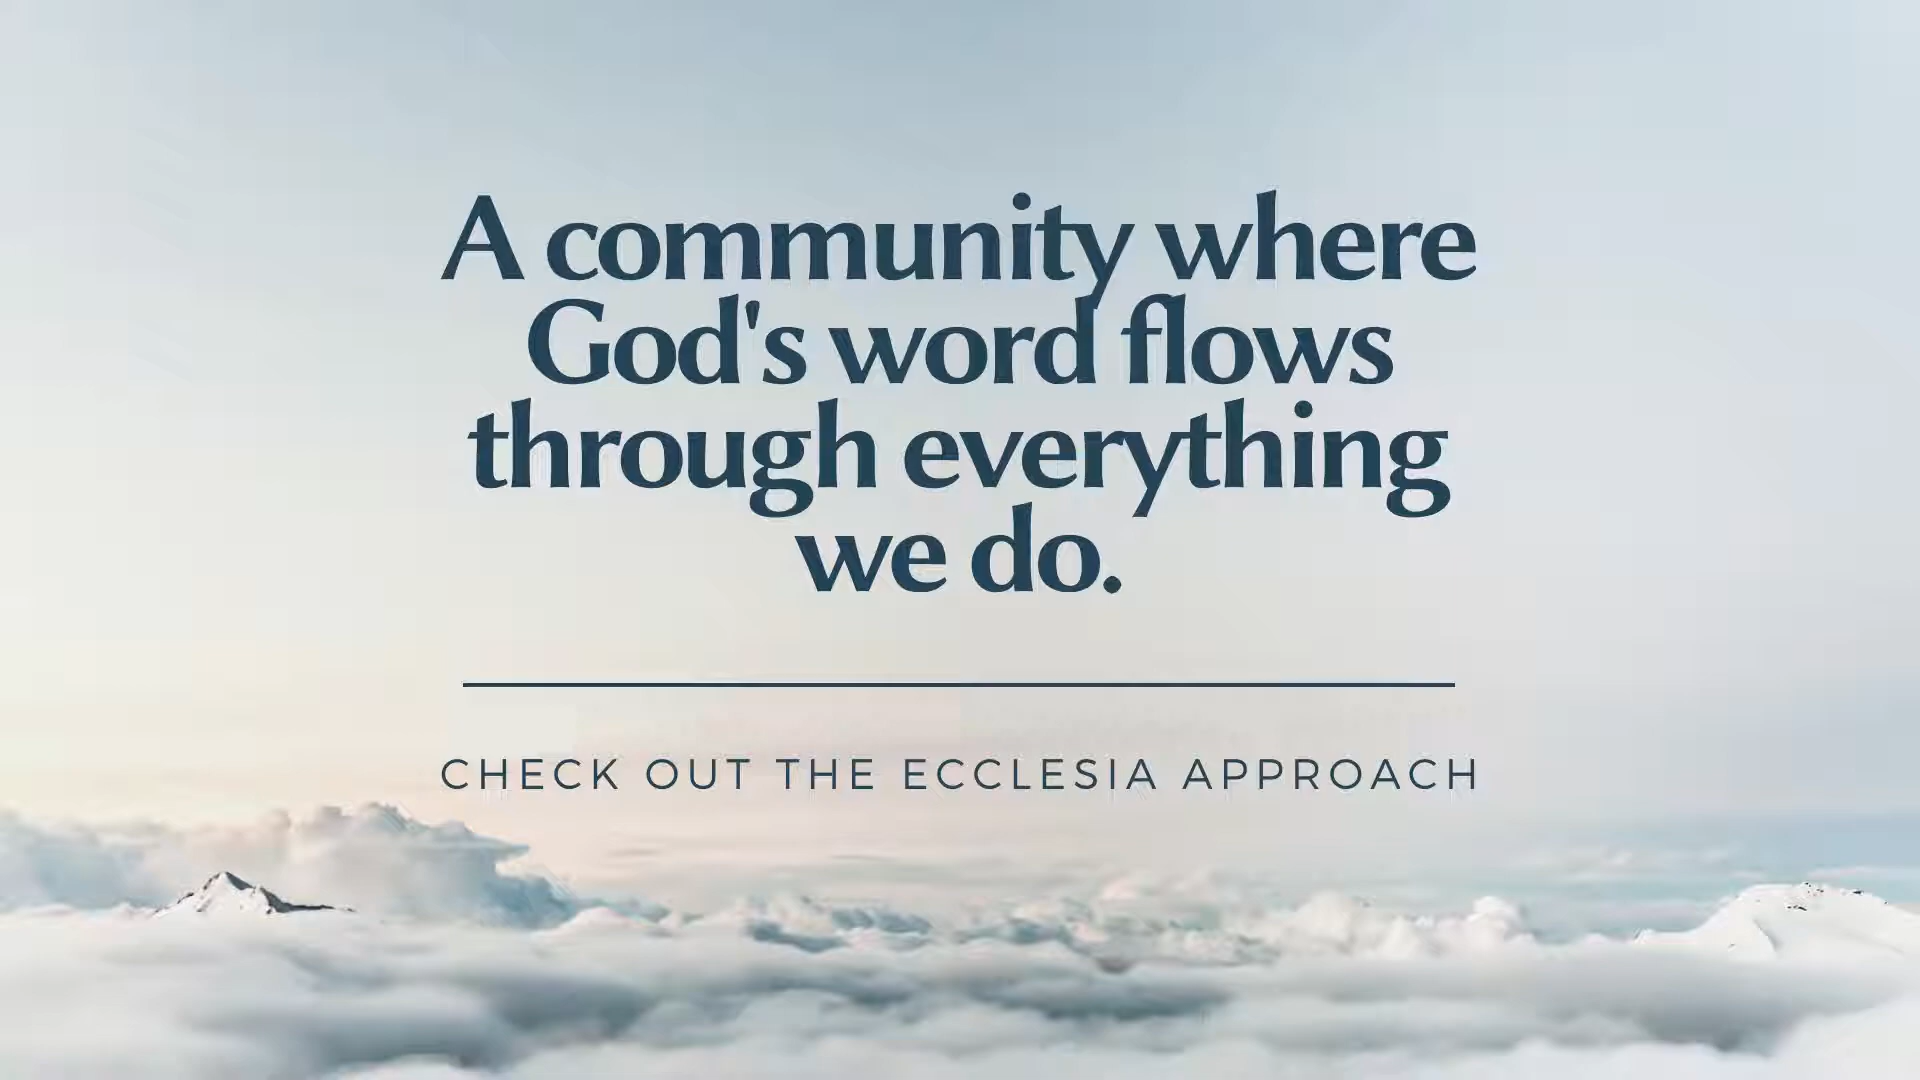 A community where
God's word flows
through everything
we do.
CHECK OUT THE ECCLESIA APPROACH